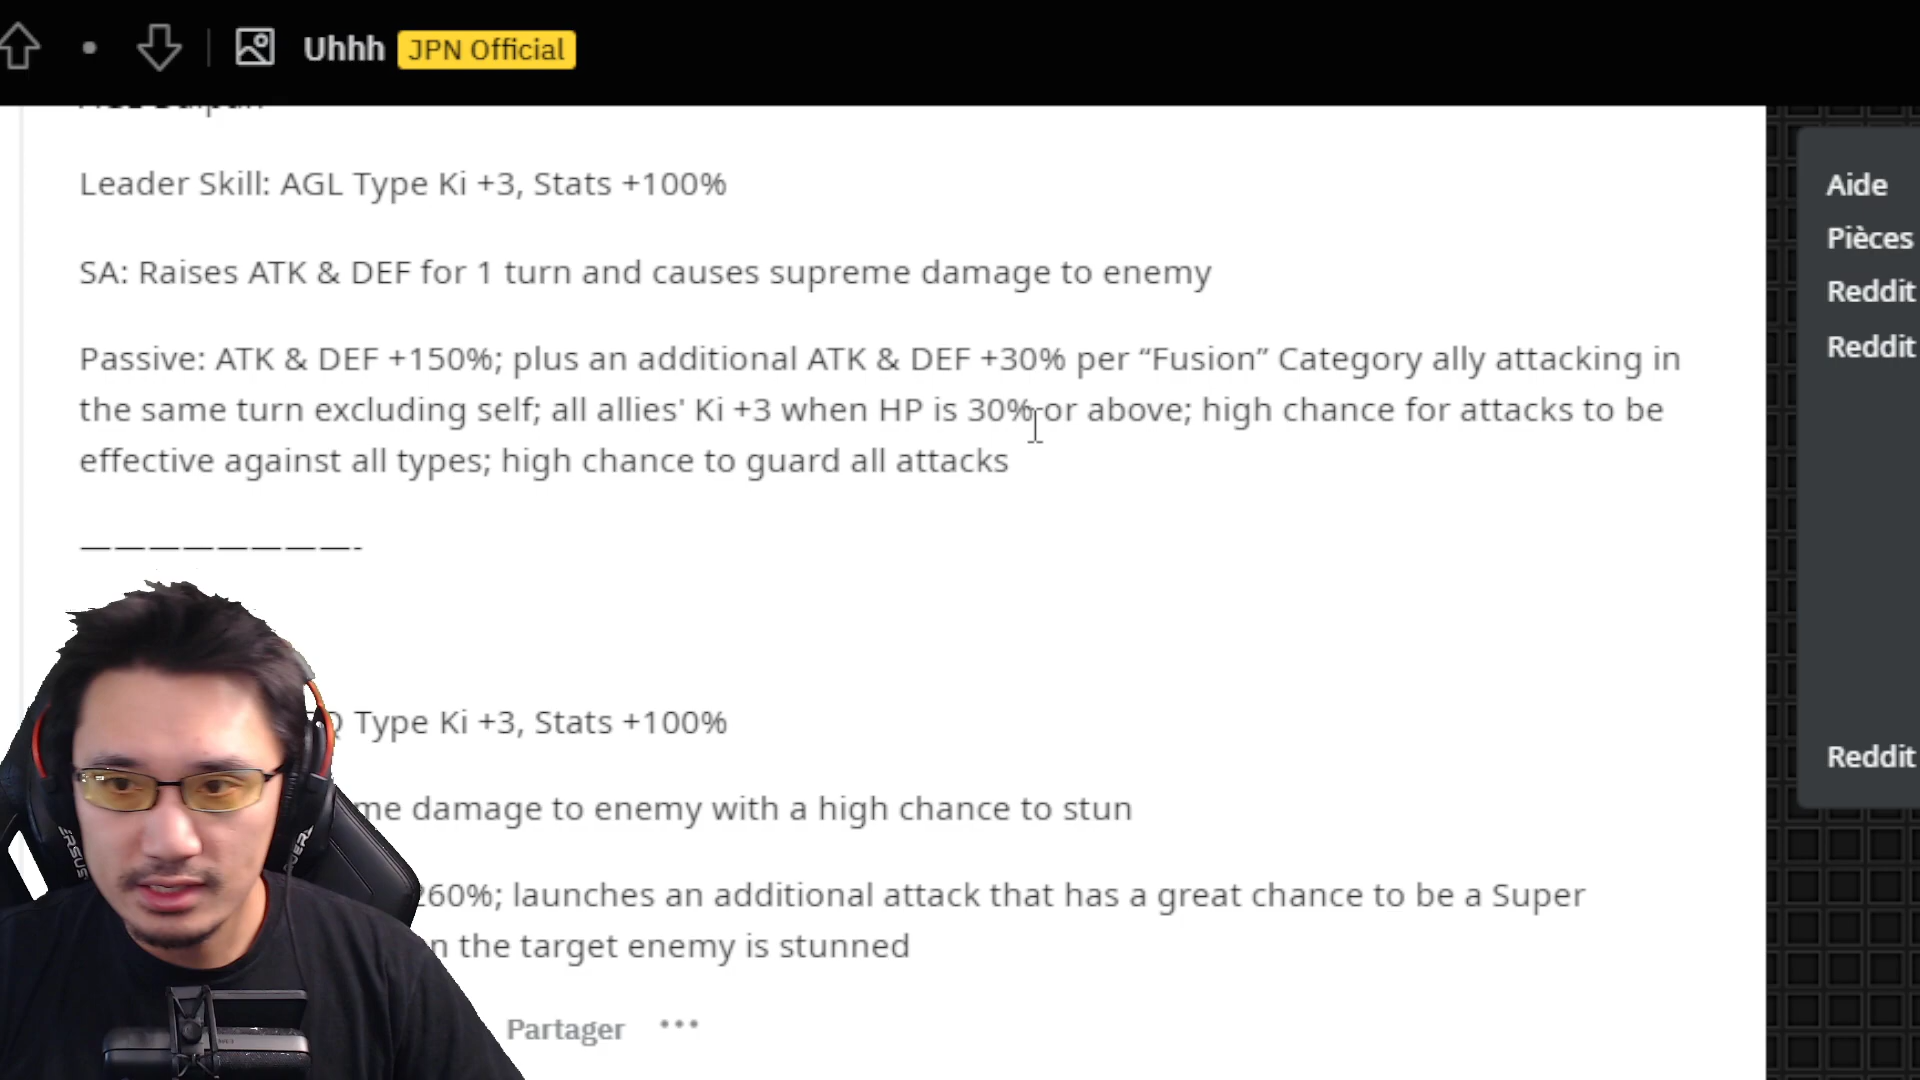 Uhhh JPN Official
Leader Skill: AGL Type Ki +3, Stats +100%
SA: Raises ATK & DEF for 1 turn and causes supreme damage to enemy
Passive: ATK & DEF +150%; plus an additional ATK & DEF +30% per “Fusion” Category ally attacking in
the same turn excluding self; all allies' Ki +3 when HP is 30% or above; high chance for attacks to be
effective against all types; high chance to guard all attacks
————————-
Type Ki +3, Stats +100%
damage to enemy with a high chance to stun
260%; launches an additional attack that has a great chance to be a Super
the target enemy is stunned
Partager •••
Aide
Pièces
Reddit
Reddit
Reddit